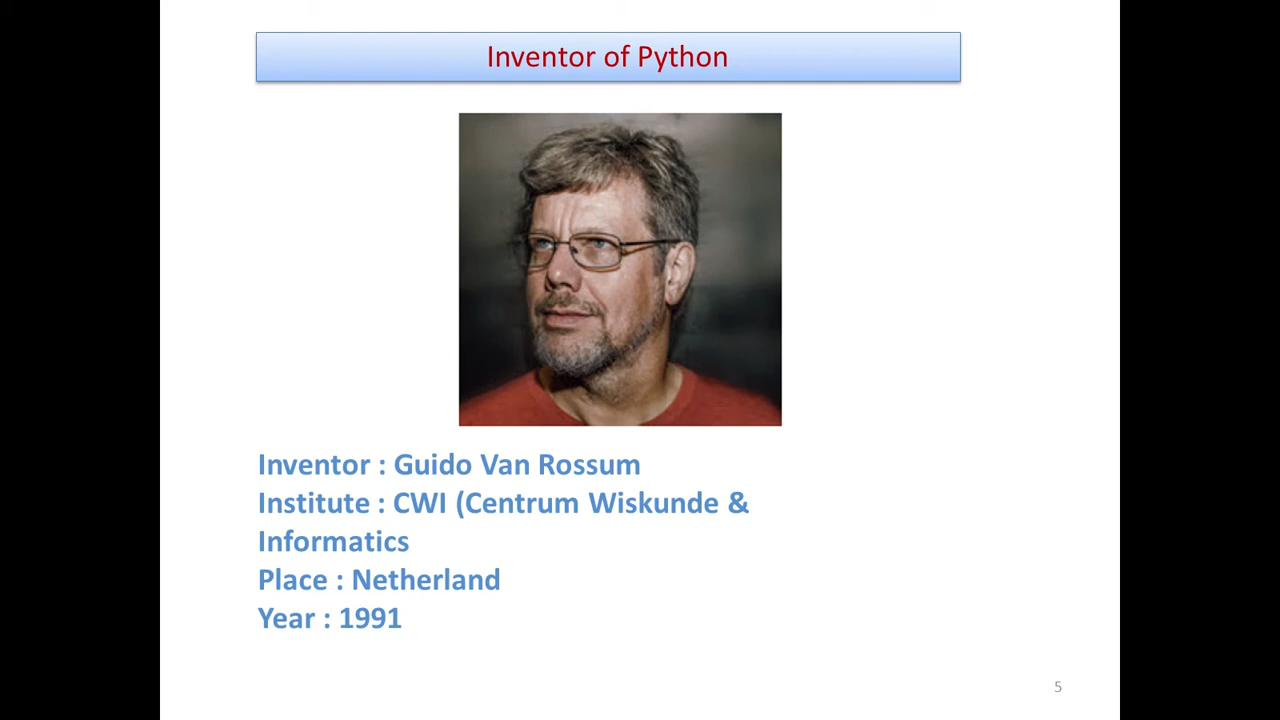 Inventor of Python
Inventor : Guido Van Rossum
Institute : CWI (Centrum Wiskunde &
Informatics
Place : Netherland
Year : 1991
5